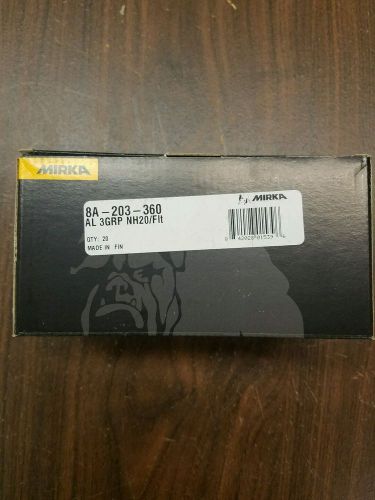 MIRKA
MIRKA
8A-203-360
AL 3GRP NH20/Flt
QTY: 20
MADE IN FIN